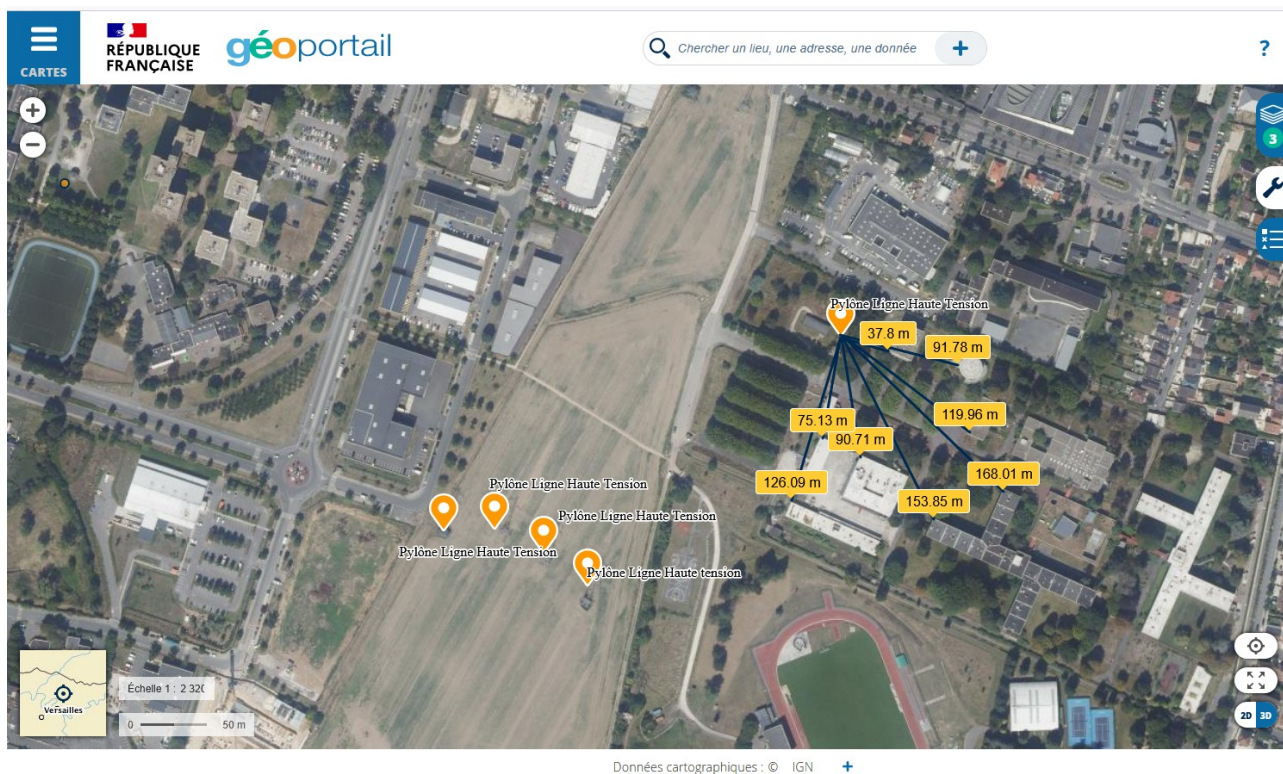 CARTES
RÉPUBLIQUE
FRANÇAISE
géoportail
Chercher un lieu, une adresse, une donnée
+
?
+
−
3
Pylône Ligne Haute Tension
37.8 m
91.78 m
75.13 m
119.96 m
90.71 m
126.09 m
168.01 m
153.85 m
Pylône Ligne Haute Tension
Pylône Ligne Haute Tension
Pylône Ligne Haute Tension
Pylône Ligne Haute tension
Versailles
Échelle 1 : 2 320
0
50 m
2D 3D
Données cartographiques : © IGN +